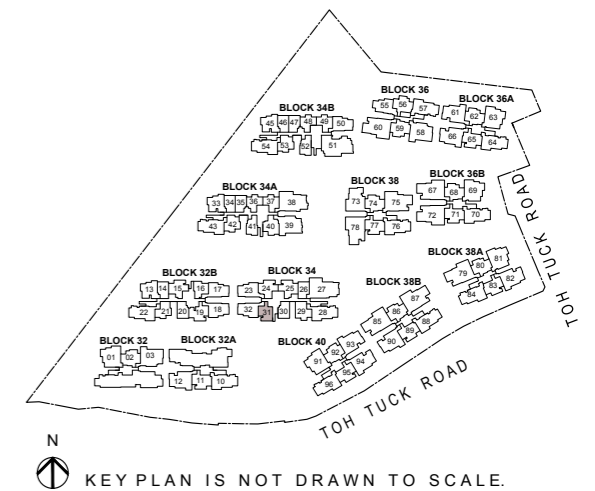 BLOCK 36
55 56 57
60 59 58
BLOCK 36A
61 62 63
66 65 64
BLOCK 34B
45 46 47 48 49 50
54 53 52 51
BLOCK 34A
33 34 35 36 37 38
43 42 41 40 39
BLOCK 38
73 74 75
78 77 76
BLOCK 36B
67 68 69
72 71 70
BLOCK 32B
13 14 15 16 17
22 21 20 19 18
BLOCK 34
23 24 25 26 27
32 31 30 29 28
BLOCK 38B
85 86 87
90 89 88
BLOCK 38A
79 80 81
84 83 82
BLOCK 32
01 02 03
BLOCK 32A
12 11 10
BLOCK 40
91 92 93
96 95 94
TOH TUCK ROAD
TOH TUCK ROAD
N
KEY PLAN IS NOT DRAWN TO SCALE.